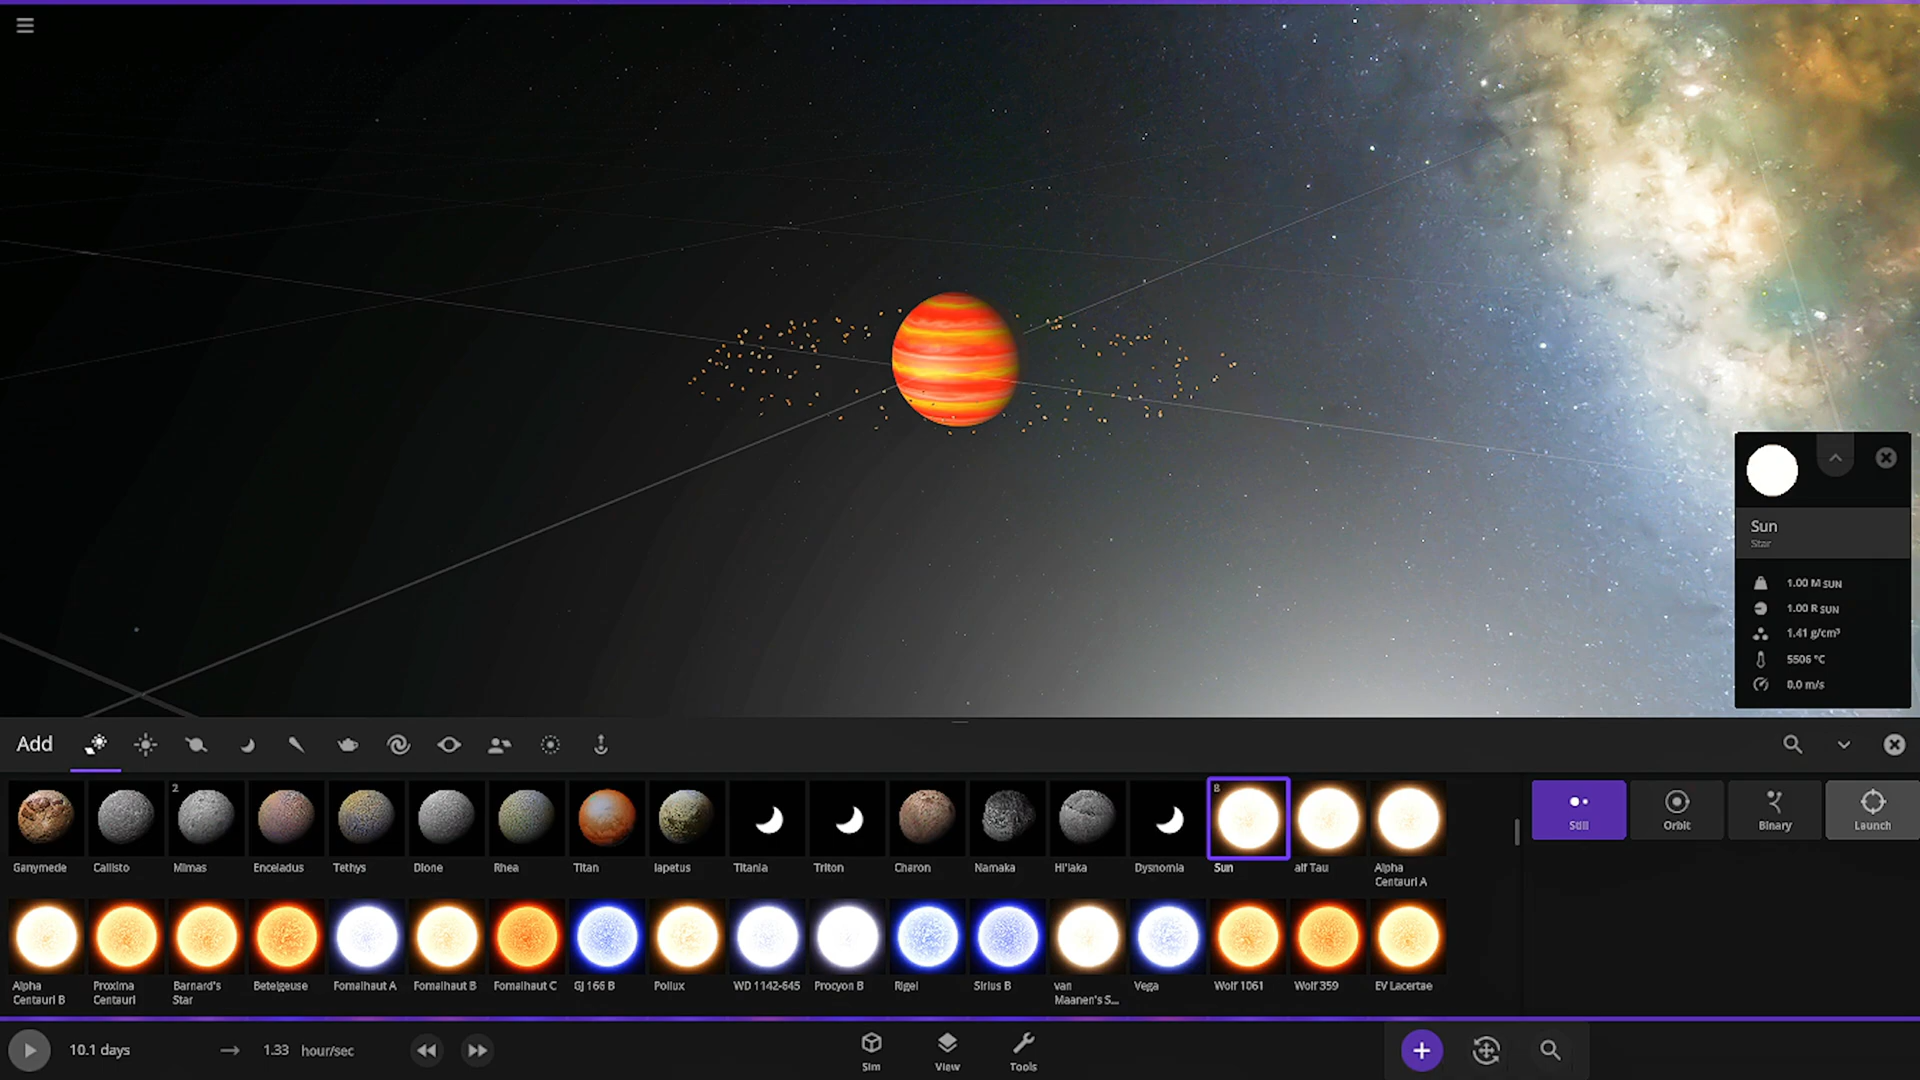 Sun
Star
1.00 M SUN
1.00 R SUN
1.41 g/cm³
5506 °C
0.0 m/s
Add
2
8
Ganymede
Callisto
Mimas
Enceladus
Tethys
Dione
Rhea
Titan
Iapetus
Titania
Triton
Charon
Namaka
Hi'iaka
Dysnomia
Sun
alf Tau
Alpha
Centauri A
Still
Orbit
Binary
Launch
Alpha
Centauri B
Proxima
Centauri
Barnard's
Star
Betelgeuse
Fomalhaut A
Fomalhaut B
Fomalhaut C
GJ 166 B
Pollux
WD 1142-645
Procyon B
Rigel
Sirius B
van
Maanen's S...
Vega
Wolf 1061
Wolf 359
EV Lacertae
10.1 days
1.33 hour/sec
Sim
View
Tools